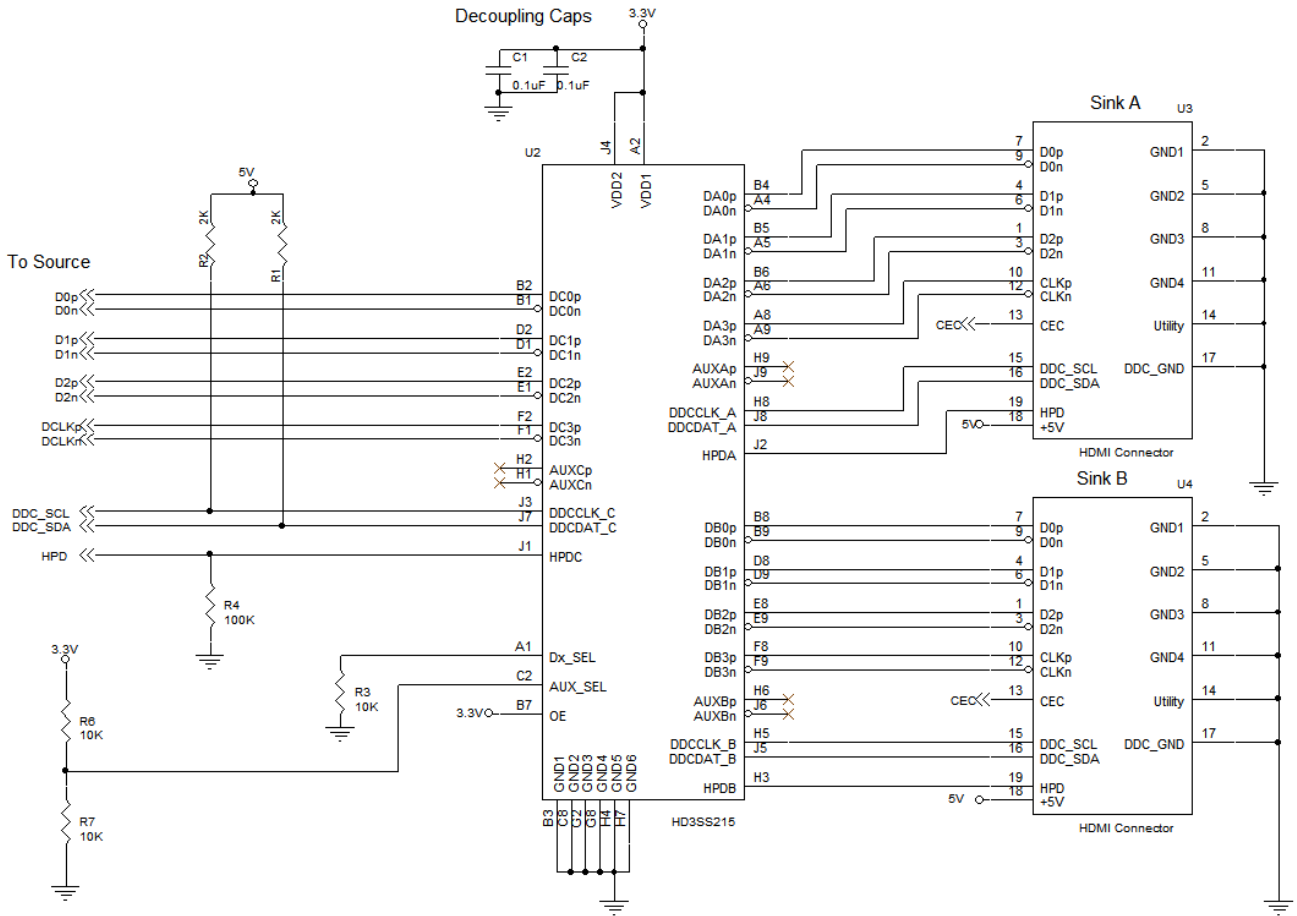 Decoupling Caps
3.3V
C1
C2
0.1uF
0.1uF
J4
A2
U2
VDD2
VDD1
5V
2K
2K
R2
R1
To Source
D0p
D0n
D1p
D1n
D2p
D2n
DCLKp
DCLKn
DDC_SCL
DDC_SDA
HPD
R4
100K
3.3V
R6
10K
R7
10K
R3
10K
3.3V
B2
B1
D2
D1
E2
E1
F2
F1
H2
H1
J3
J7
J1
A1
C2
B7
DC0p
DC0n
DC1p
DC1n
DC2p
DC2n
DC3p
DC3n
AUXCp
AUXCn
DDCCLK_C
DDCDAT_C
HPDC
Dx_SEL
AUX_SEL
OE
GND1
GND2
GND3
GND4
GND5
GND6
B3
C8
G2
G8
H4
H7
HD3SS215
DA0p
DA0n
DA1p
DA1n
DA2p
DA2n
DA3p
DA3n
AUXAp
AUXAn
DDCCLK_A
DDCDAT_A
HPDA
DB0p
DB0n
DB1p
DB1n
DB2p
DB2n
DB3p
DB3n
AUXBp
AUXBn
DDCCLK_B
DDCDAT_B
HPDB
B4
A4
B5
A5
B6
A6
A8
A9
H9
J9
H8
J8
J2
B8
B9
D8
D9
E8
E9
F8
F9
H6
J6
H5
J5
H3
Sink A
U3
7
9
4
6
1
3
10
12
13
15
16
19
18
CEC
5V
D0p
D0n
D1p
D1n
D2p
D2n
CLKp
CLKn
CEC
DDC_SCL
DDC_SDA
HPD
+5V
GND1
GND2
GND3
GND4
Utility
DDC_GND
2
5
8
11
14
17
HDMI Connector
Sink B
U4
7
9
4
6
1
3
10
12
13
15
16
19
18
CEC
5V
D0p
D0n
D1p
D1n
D2p
D2n
CLKp
CLKn
CEC
DDC_SCL
DDC_SDA
HPD
+5V
GND1
GND2
GND3
GND4
Utility
DDC_GND
2
5
8
11
14
17
HDMI Connector